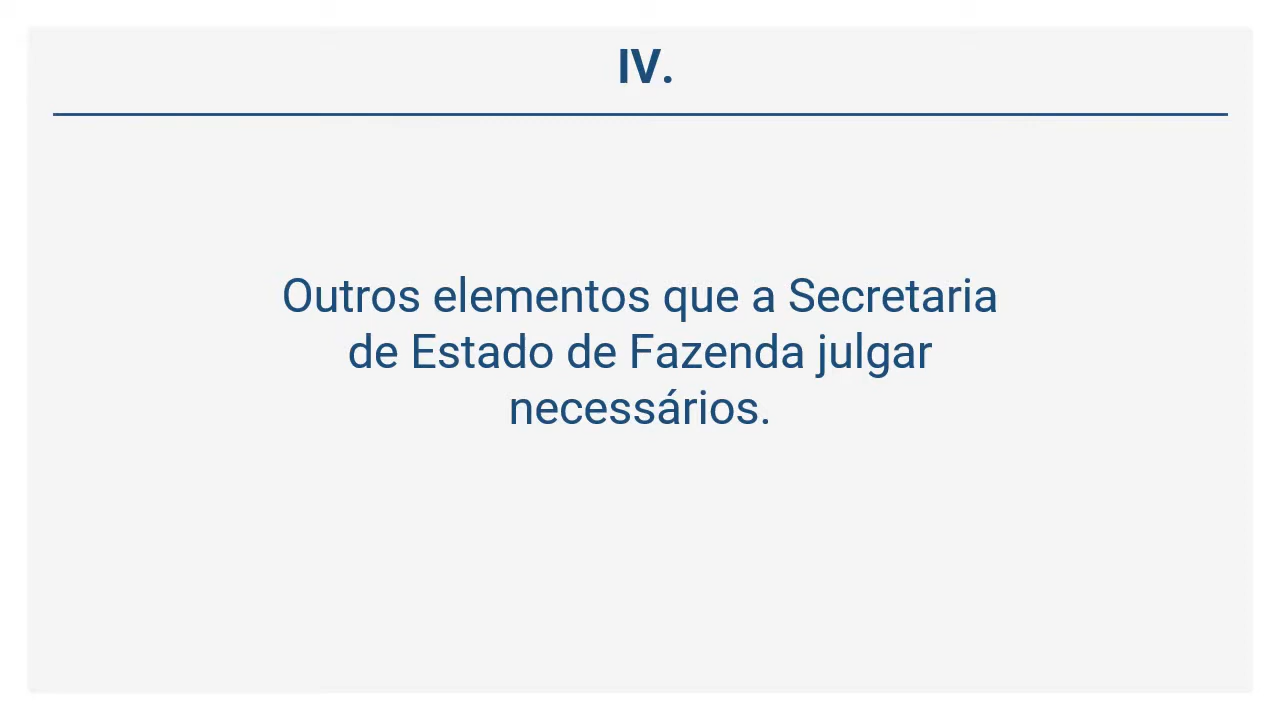 IV.
Outros elementos que a Secretaria
de Estado de Fazenda julgar
necessários.